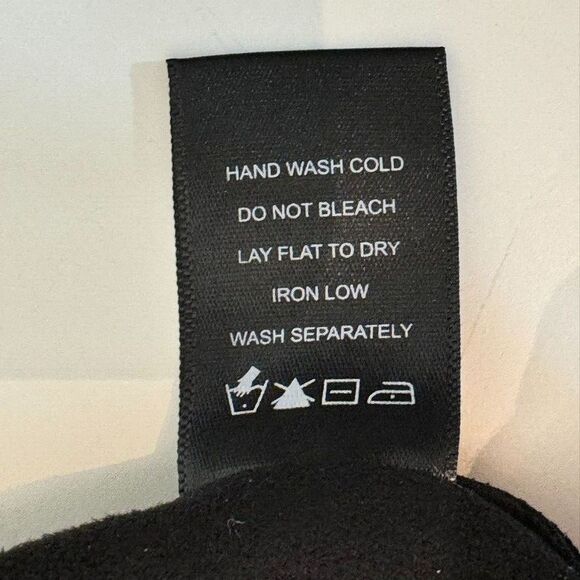 HAND WASH COLD
DO NOT BLEACH
LAY FLAT TO DRY
IRON LOW
WASH SEPARATELY